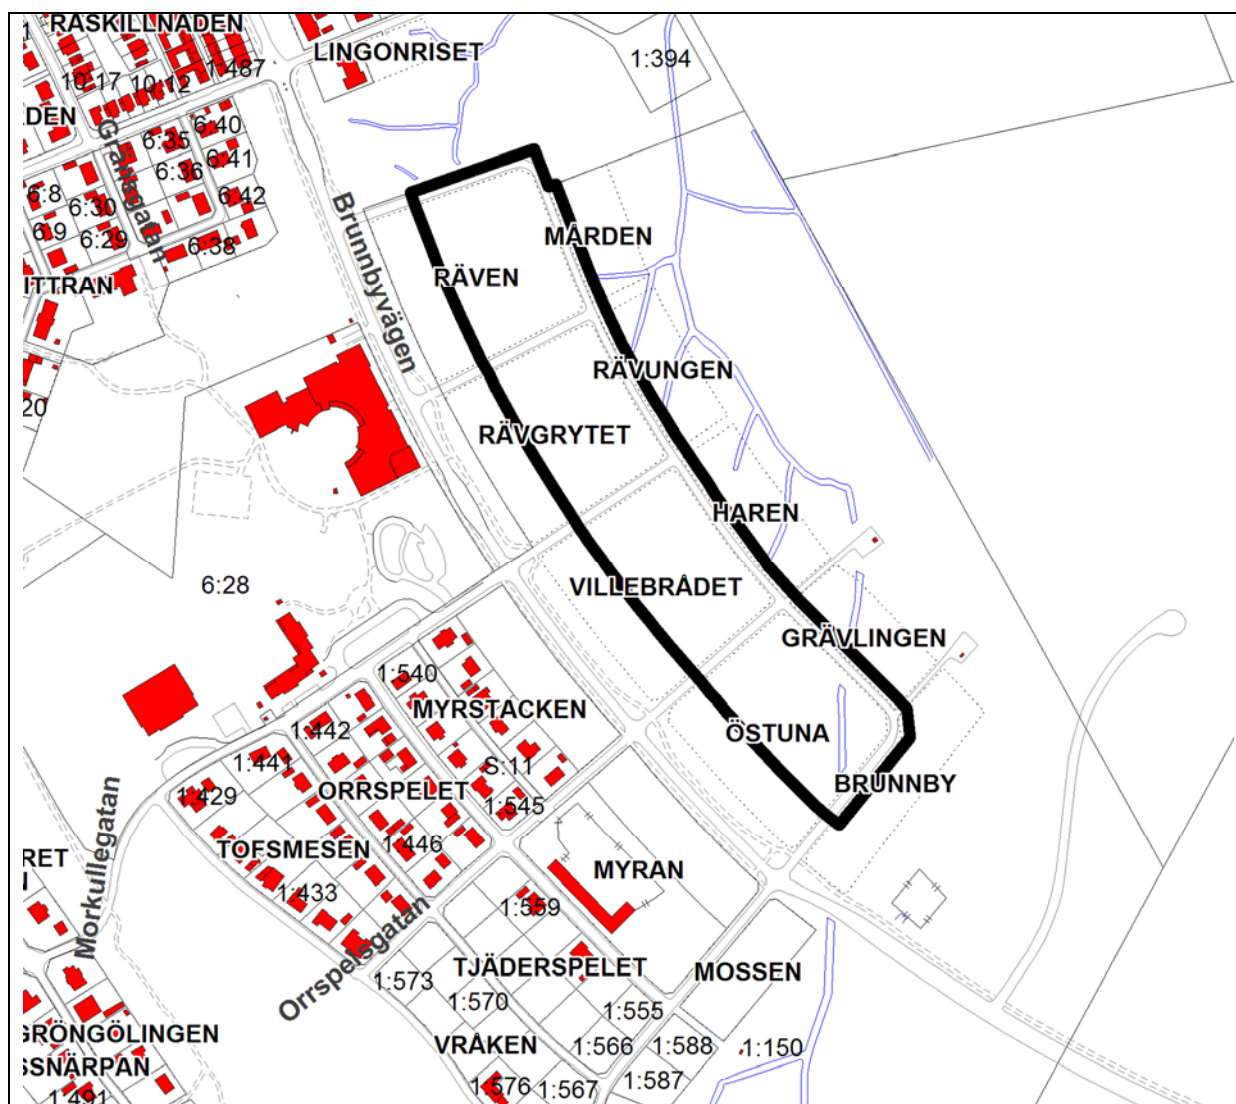 RÅSKILLNADEN
LINGONRISET
1:394
10:17
10:12
1:487
DEN
6:40
6:35
6:41
6:36
6:42
6:8
6:30
6:9
6:29
6:38
Gränsgatan
Brunnbyvägen
MÅRDEN
RÄVEN
ITTRAN
RÄVUNGEN
20
RÄVGRYTET
HAREN
6:28
VILLEBRÅDET
GRÄVLINGEN
1:540
MYRSTACKEN
1:442
ÖSTUNA
1:441
S:11
BRUNNBY
1:429
ORRSPELET
1:545
1:446
TOFSMESEN
RET
MYRAN
1:433
1:559
Morkullegatan
Orrspelsgatan
TJÄDERSPELET
MOSSEN
1:573
1:570
1:555
GRÖNGÖLINGEN
VRÅKEN
1:566
1:588
1:150
SSNÄRPAN
1:576
1:567
1:587
1:491